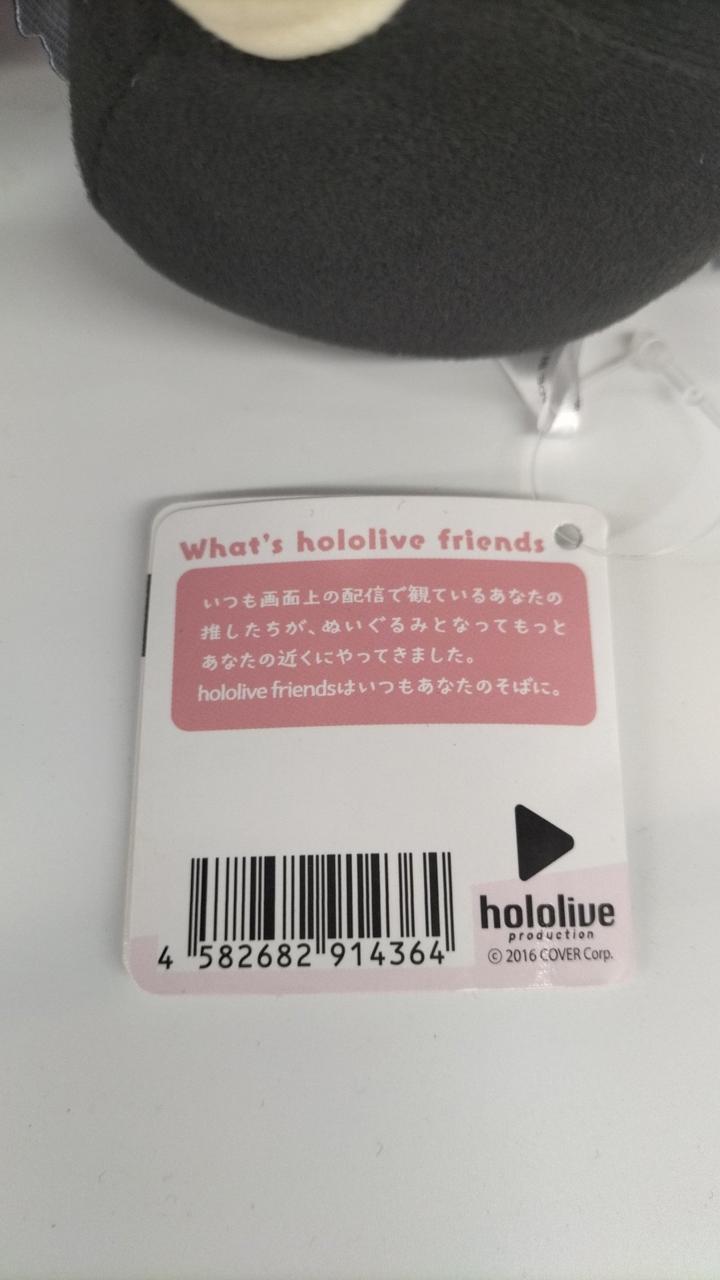 What's hololive friends
いつも画面上の配信で観ているあなたの
推したちが、ぬいぐるみとなってもっと
あなたの近くにやってきました。
hololive friendsはいつもあなたのそばに。
4 582682 914364
hololive
production
© 2016 COVER Corp.